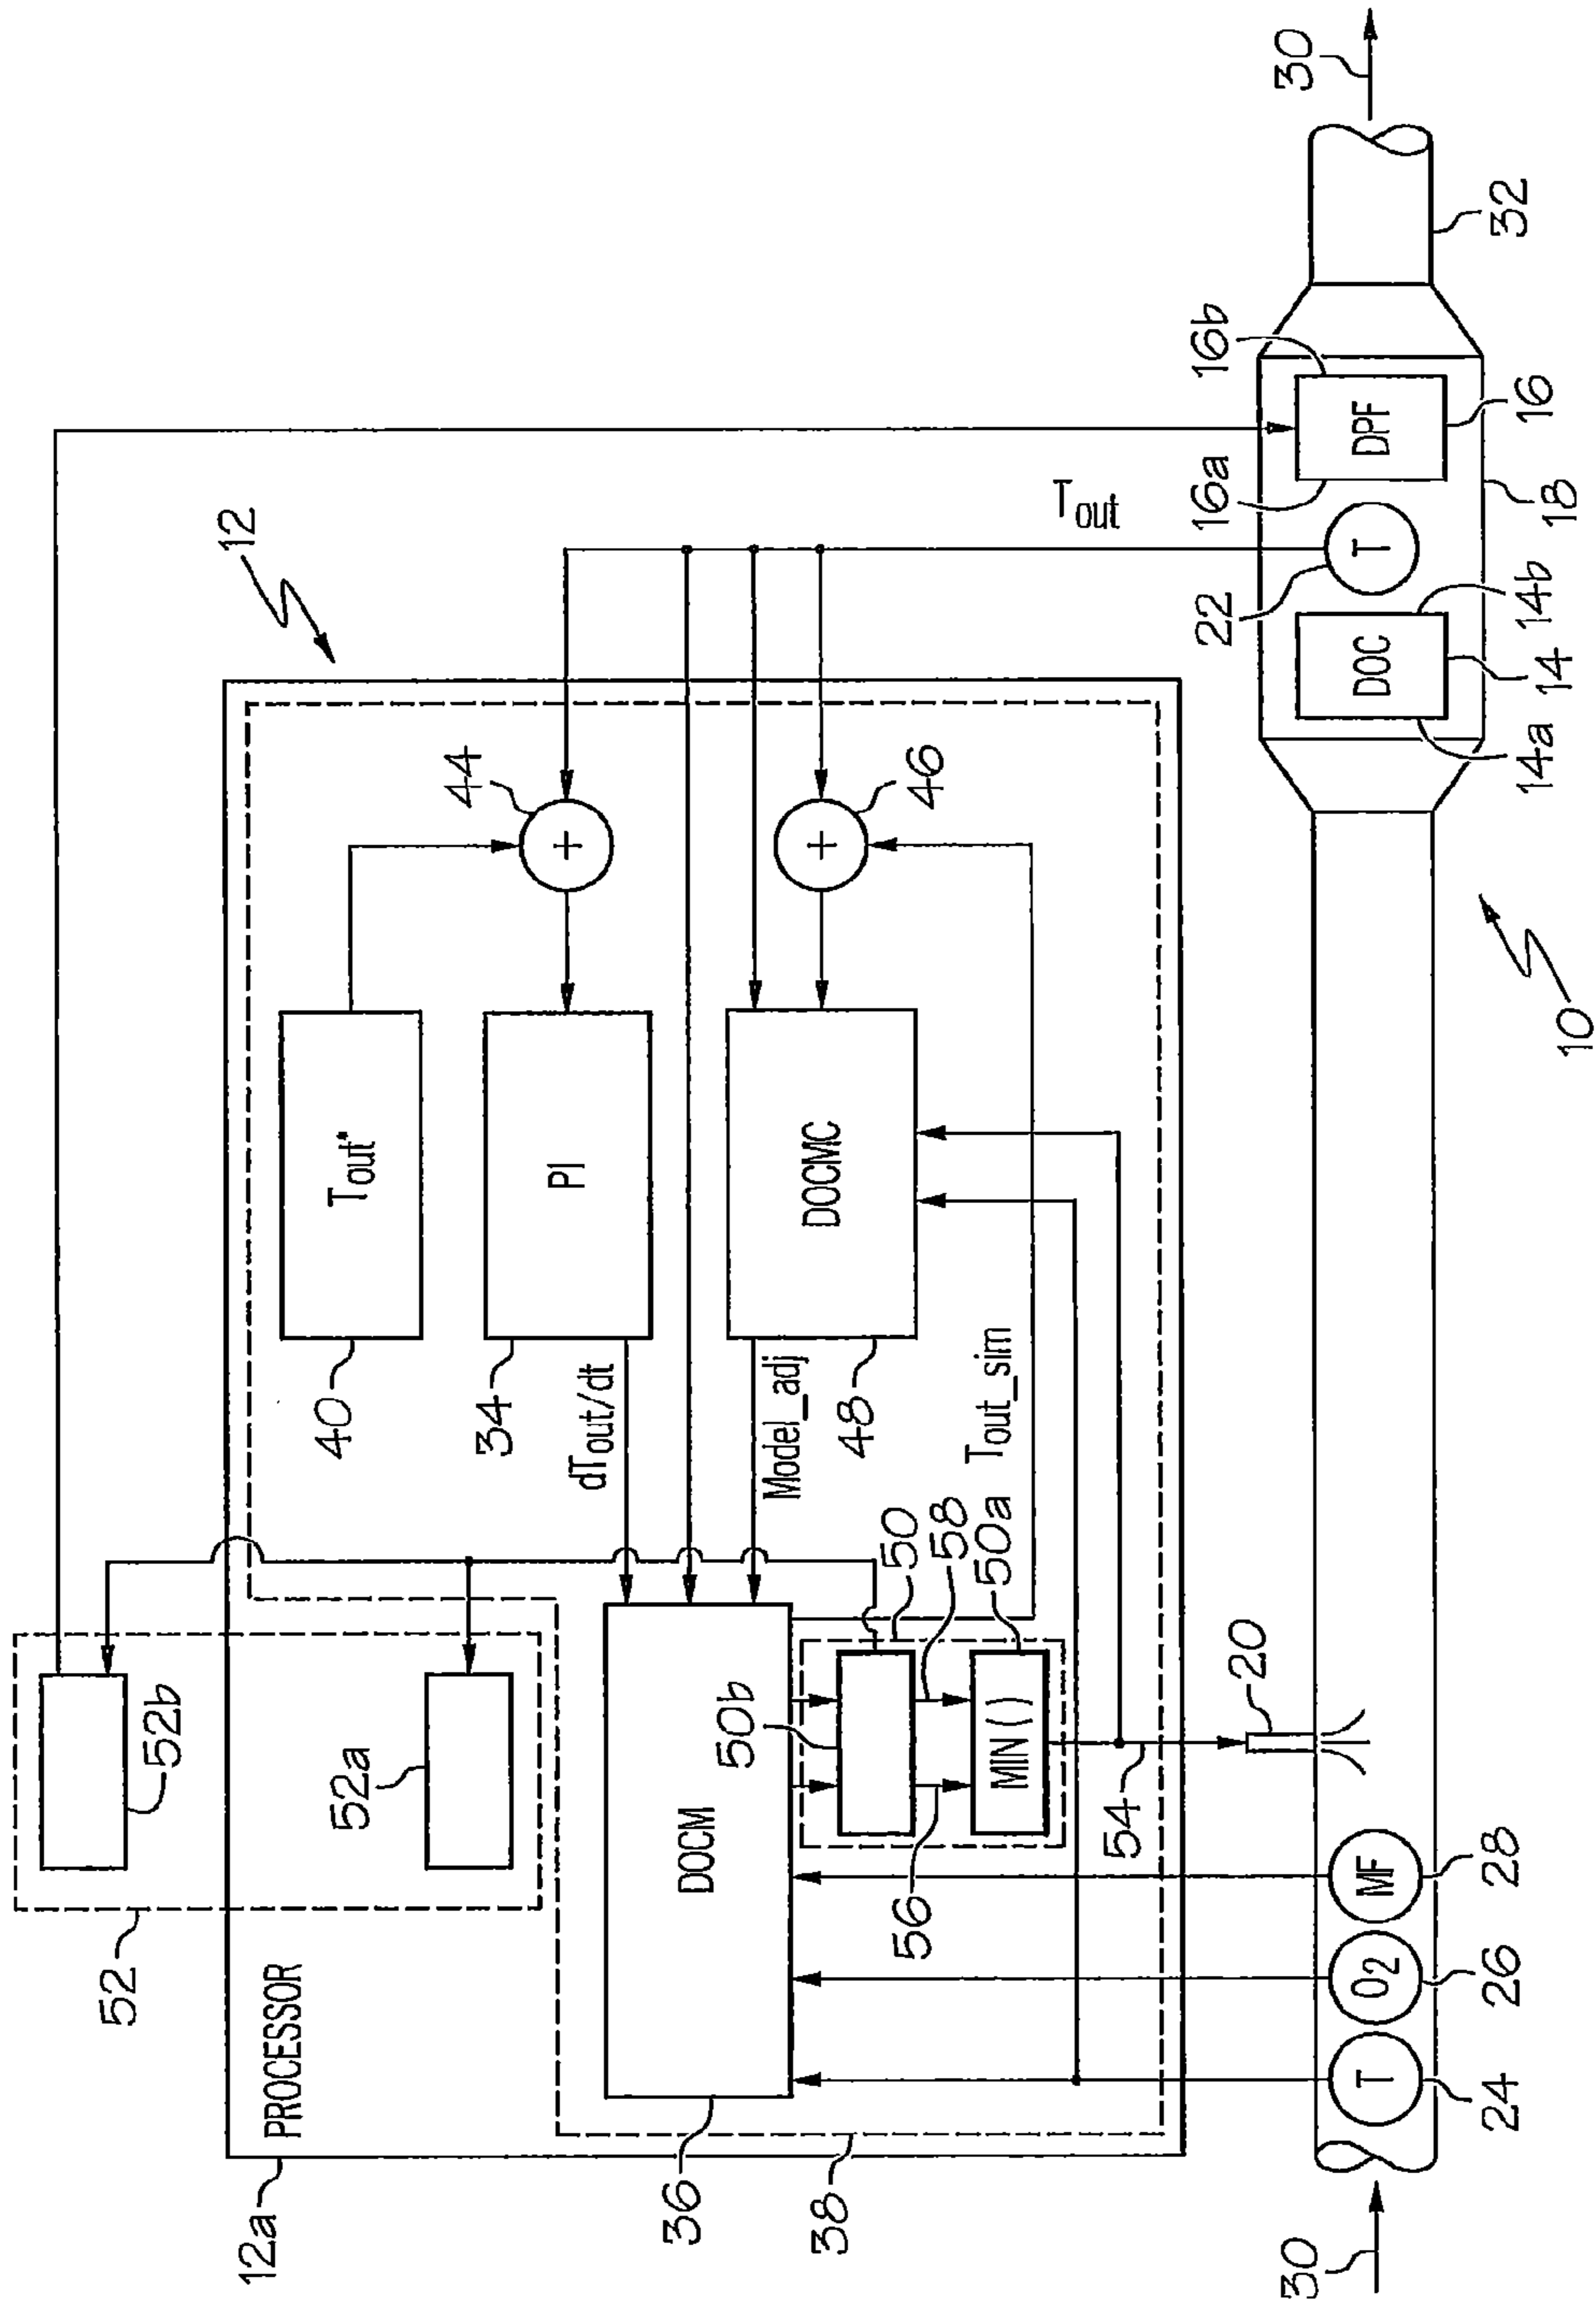 12
12a
PROCESSOR
52
52b
52a
40
Tout*
44
34
PI
dTout/dt
36
DOCM
38
Model_adj
48
DOCMC
46
Tout_sim
50
50b
50a
MIN ( )
56
58
54
20
Tout
30
T
24
O2
26
MF
28
10
14a
DOC
14
14b
22
T
16a
DPF
16
16b
18
32
30